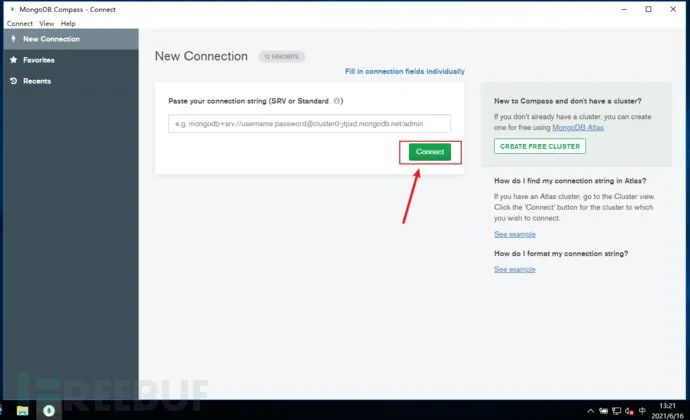 MongoDB Compass - Connect
Connect View Help
New Connection
Favorites
Recents
New Connection
FAVORITE
Fill in connection fields individually
Paste your connection string (SRV or Standard )
e.g. mongodb+srv://username:password@cluster0-jtpxd.mongodb.net/admin
Connect
New to Compass and don't have a cluster?
If you don't already have a cluster, you can create
one for free using MongoDB Atlas.
CREATE FREE CLUSTER
How do I find my connection string in Atlas?
If you have an Atlas cluster, go to the Cluster view.
Click the 'Connect' button for the cluster to which
you wish to connect.
See example
How do I format my connection string?
See example
FREEBUF
中
13:21
2021/6/16